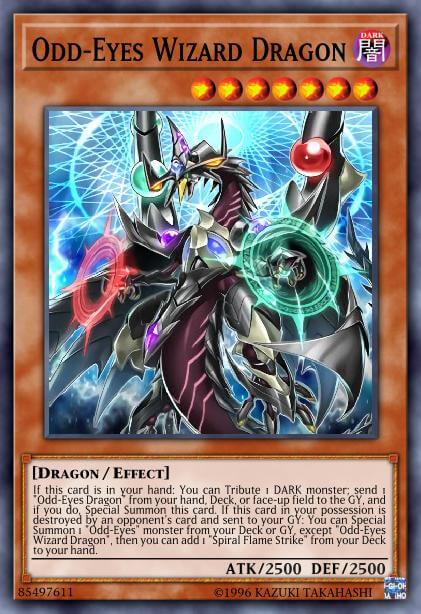 ODD-EYES WIZARD DRAGON
DARK
闇
[DRAGON / EFFECT]
If this card is in your hand: You can Tribute 1 DARK monster; send 1
"Odd-Eyes Dragon" from your hand, Deck, or face-up field to the GY, and
if you do, Special Summon this card. If this card in your possession is
destroyed by an opponent's card and sent to your GY: You can Special
Summon 1 "Odd-Eyes" monster from your Deck or GY, except "Odd-Eyes
Wizard Dragon", then you can add 1 "Spiral Flame Strike" from your Deck
to your hand.
ATK/2500 DEF/2500
85497611
©1996 KAZUKI TAKAHASHI